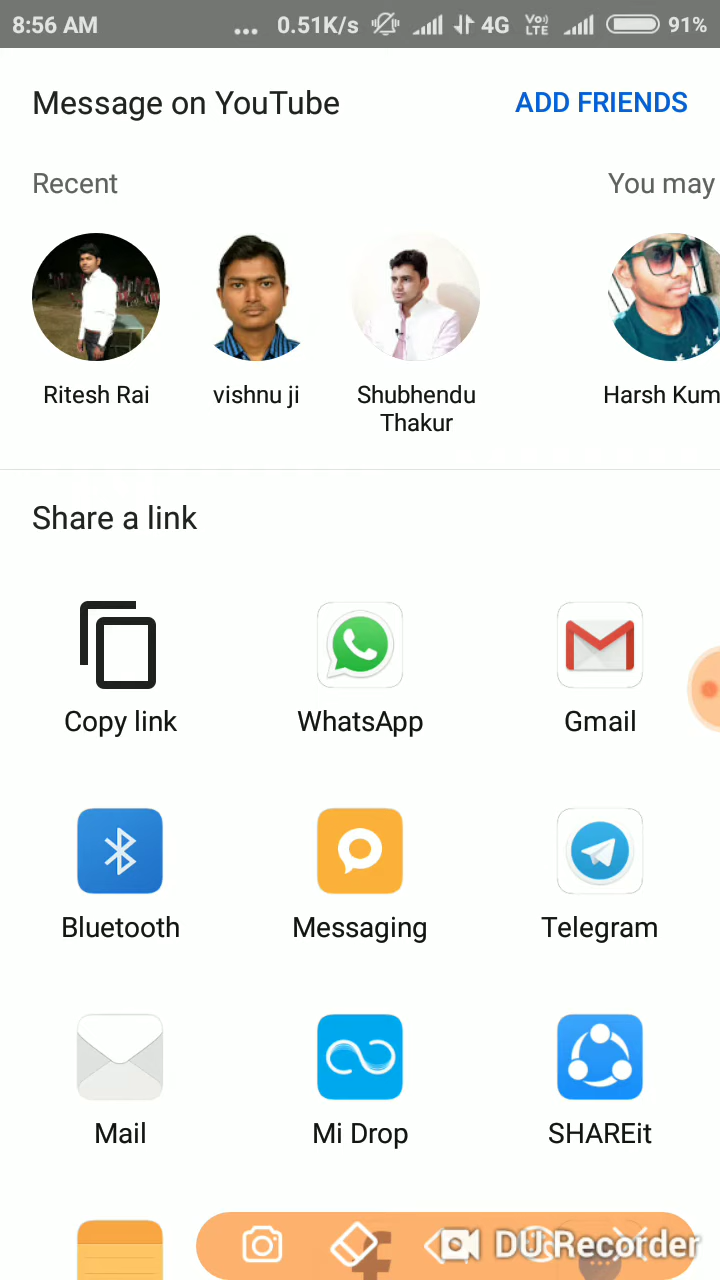 8:56 AM ... 0.51K/s 4G Vo) LTE 91%
Message on YouTube ADD FRIENDS
Recent You may
Ritesh Rai vishnu ji Shubhendu Thakur Harsh Kum
Share a link
Copy link WhatsApp Gmail
Bluetooth Messaging Telegram
Mail Mi Drop SHAREit
DU Recorder